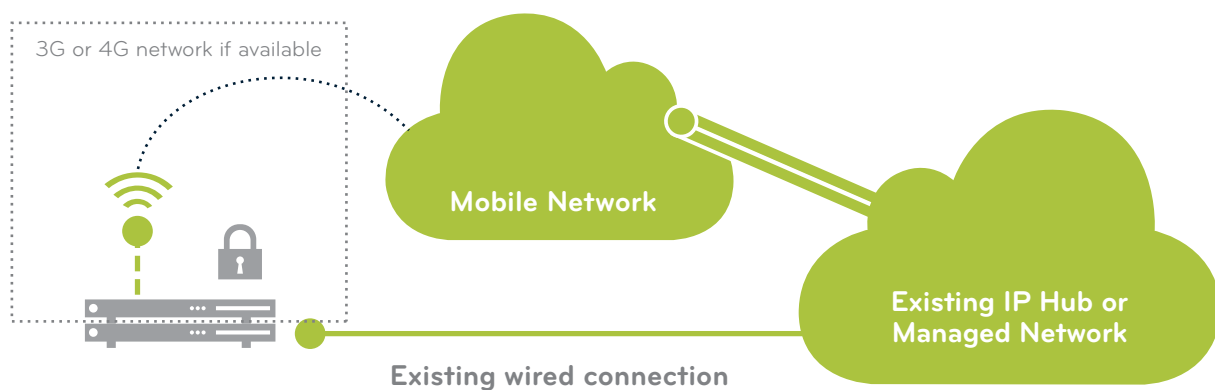 3G or 4G network if available
Mobile Network
Existing IP Hub or
Managed Network
Existing wired connection